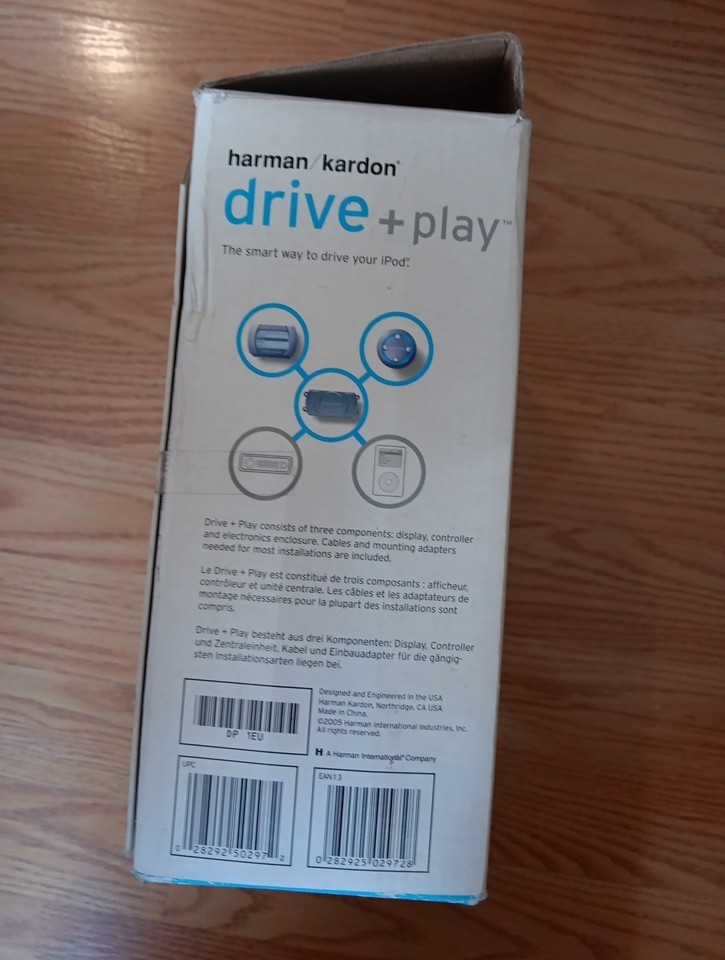 harman/kardon®
drive + play™
The smart way to drive your iPod®.
Drive + Play consists of three components: display, controller
and electronics enclosure. Cables and mounting adapters
needed for most installations are included.
Le Drive + Play est constitué de trois composants : afficheur,
contrôleur et unité centrale. Les câbles et les adaptateurs de
montage nécessaires pour la plupart des installations sont
compris.
Drive + Play besteht aus drei Komponenten: Display, Controller
und Zentraleinheit. Kabel und Einbauadapter für die gängig-
sten Installationsarten liegen bei.
DP 1EU
Designed and Engineered in the USA
Harman Kardon, Northridge, CA USA
Made in China.
©2005 Harman International Industries, Inc.
All rights reserved.
H A Harman International® Company
UPC
0 28292 50297 2
EAN13
0 282925 029728